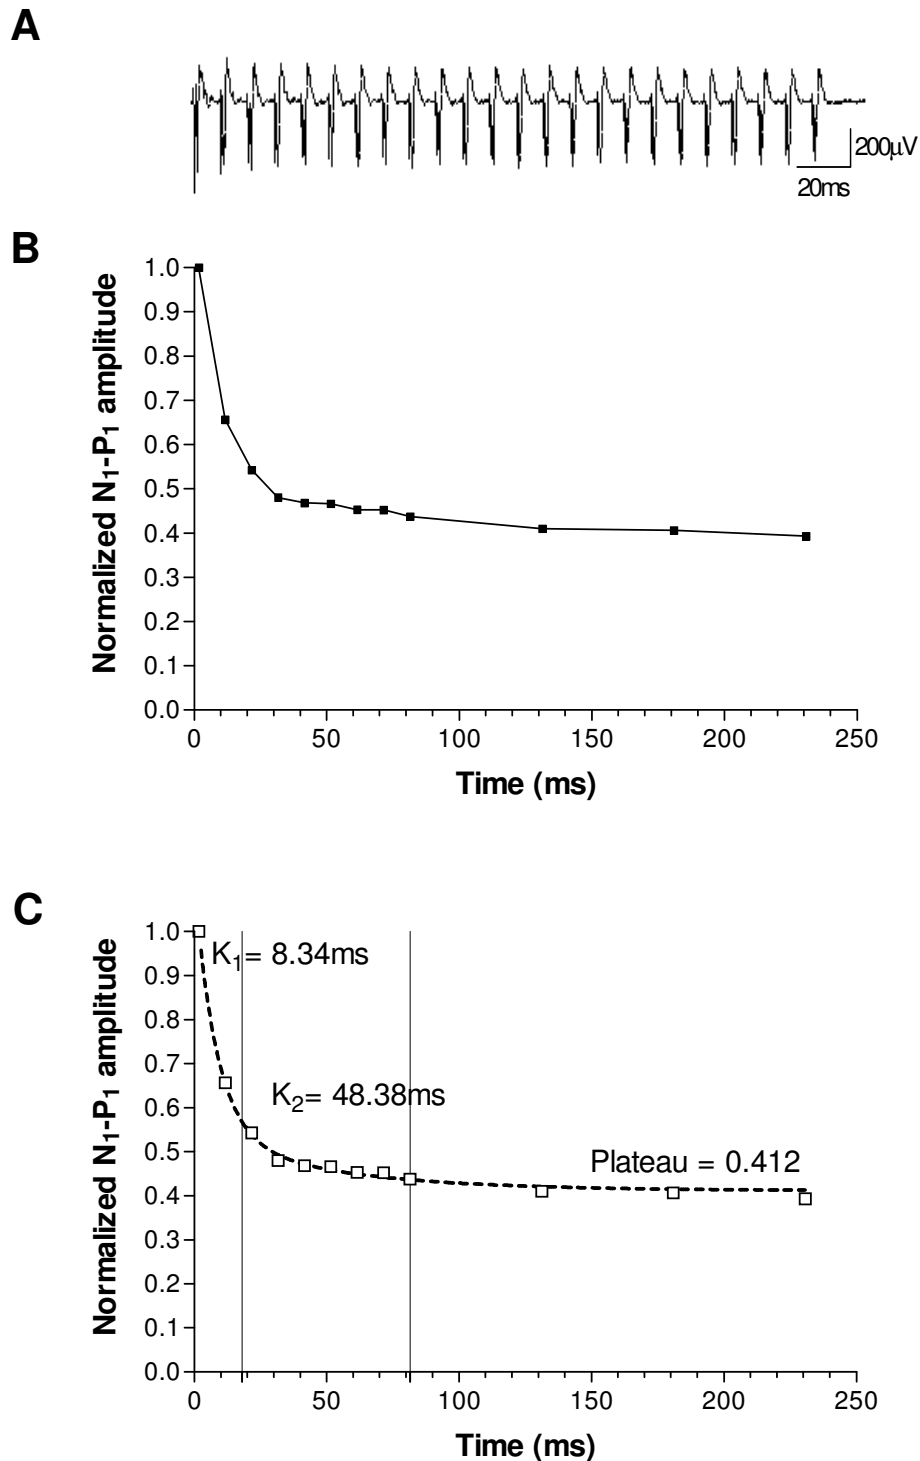 A
200μV
20ms
B
1.0
0.9
0.8
0.7
0.6
0.5
0.4
0.3
0.2
0.1
0.0
Normalized N₁-P₁ amplitude
0 50 100 150 200 250
Time (ms)
C
1.0
0.9
0.8
0.7
0.6
0.5
0.4
0.3
0.2
0.1
0.0
Normalized N₁-P₁ amplitude
K₁= 8.34ms
K₂= 48.38ms
Plateau = 0.412
0 50 100 150 200 250
Time (ms)